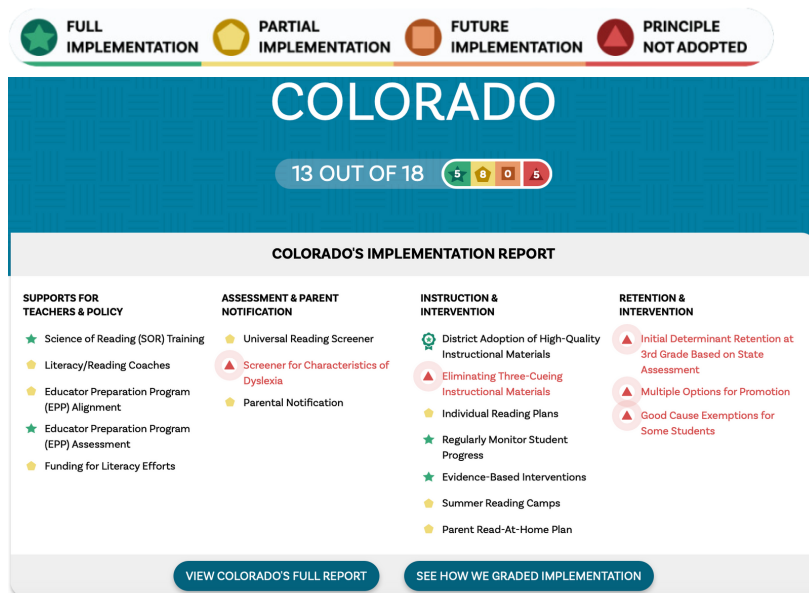 FULL
IMPLEMENTATION
PARTIAL
IMPLEMENTATION
FUTURE
IMPLEMENTATION
PRINCIPLE
NOT ADOPTED
COLORADO
13 OUT OF 18
5 8 0 5
COLORADO'S IMPLEMENTATION REPORT
SUPPORTS FOR
TEACHERS & POLICY
Science of Reading (SOR) Training
Literacy/Reading Coaches
Educator Preparation Program
(EPP) Alignment
Educator Preparation Program
(EPP) Assessment
Funding for Literacy Efforts
ASSESSMENT & PARENT
NOTIFICATION
Universal Reading Screener
Screener for Characteristics of
Dyslexia
Parental Notification
INSTRUCTION &
INTERVENTION
District Adoption of High-Quality
Instructional Materials
Eliminating Three-Cueing
Instructional Materials
Individual Reading Plans
Regularly Monitor Student
Progress
Evidence-Based Interventions
Summer Reading Camps
Parent Read-At-Home Plan
RETENTION &
INTERVENTION
Initial Determinant Retention at
3rd Grade Based on State
Assessment
Multiple Options for Promotion
Good Cause Exemptions for
Some Students
VIEW COLORADO'S FULL REPORT
SEE HOW WE GRADED IMPLEMENTATION